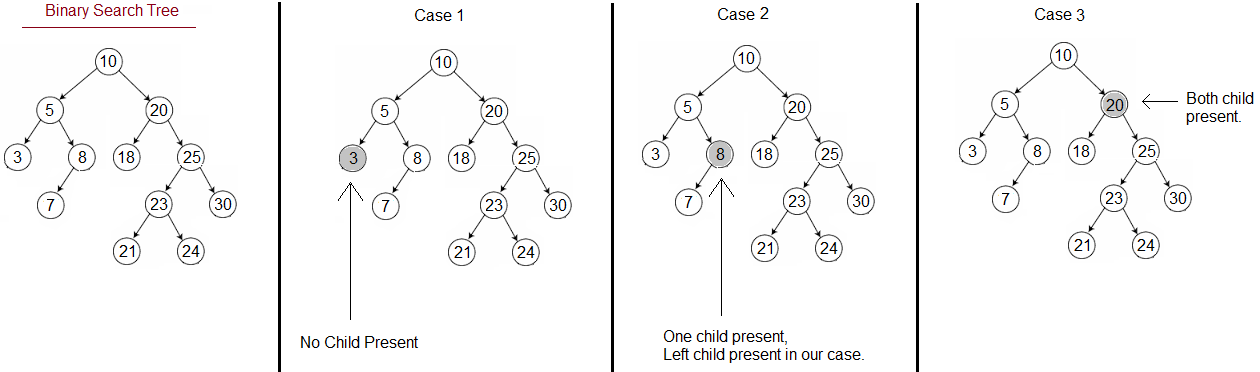 Binary Search Tree
10
5 20
3 8 18 25
7 23 30
21 24
Case 1
10
5 20
3 8 18 25
7 23 30
21 24
No Child Present
Case 2
10
5 20
3 8 18 25
7 23 30
21 24
One child present,
Left child present in our case.
Case 3
10
5 20
Both child
present.
3 8 18 25
7 23 30
21 24